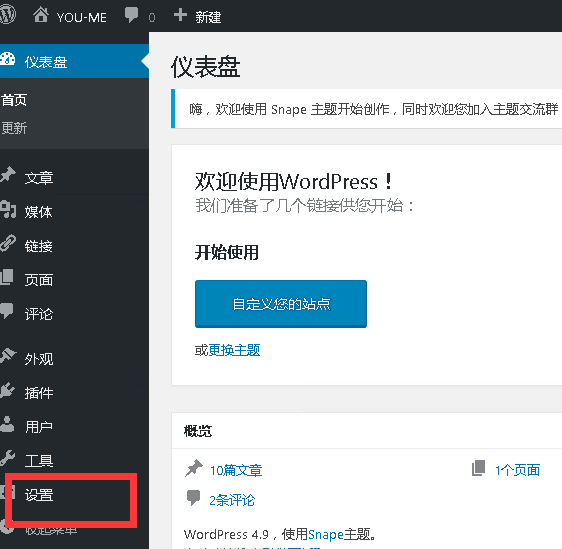 YOU-ME 0 新建
仪表盘
首页
更新
文章
媒体
链接
页面
评论
外观
插件
用户
工具
设置
收起菜单
仪表盘
嗨，欢迎使用 Snape 主题开始创作，同时欢迎您加入主题交流群
欢迎使用WordPress！
我们准备了几个链接供您开始：
开始使用
自定义您的站点
或更换主题
概览
10篇文章 1个页面
2条评论
WordPress 4.9，使用Snape主题。